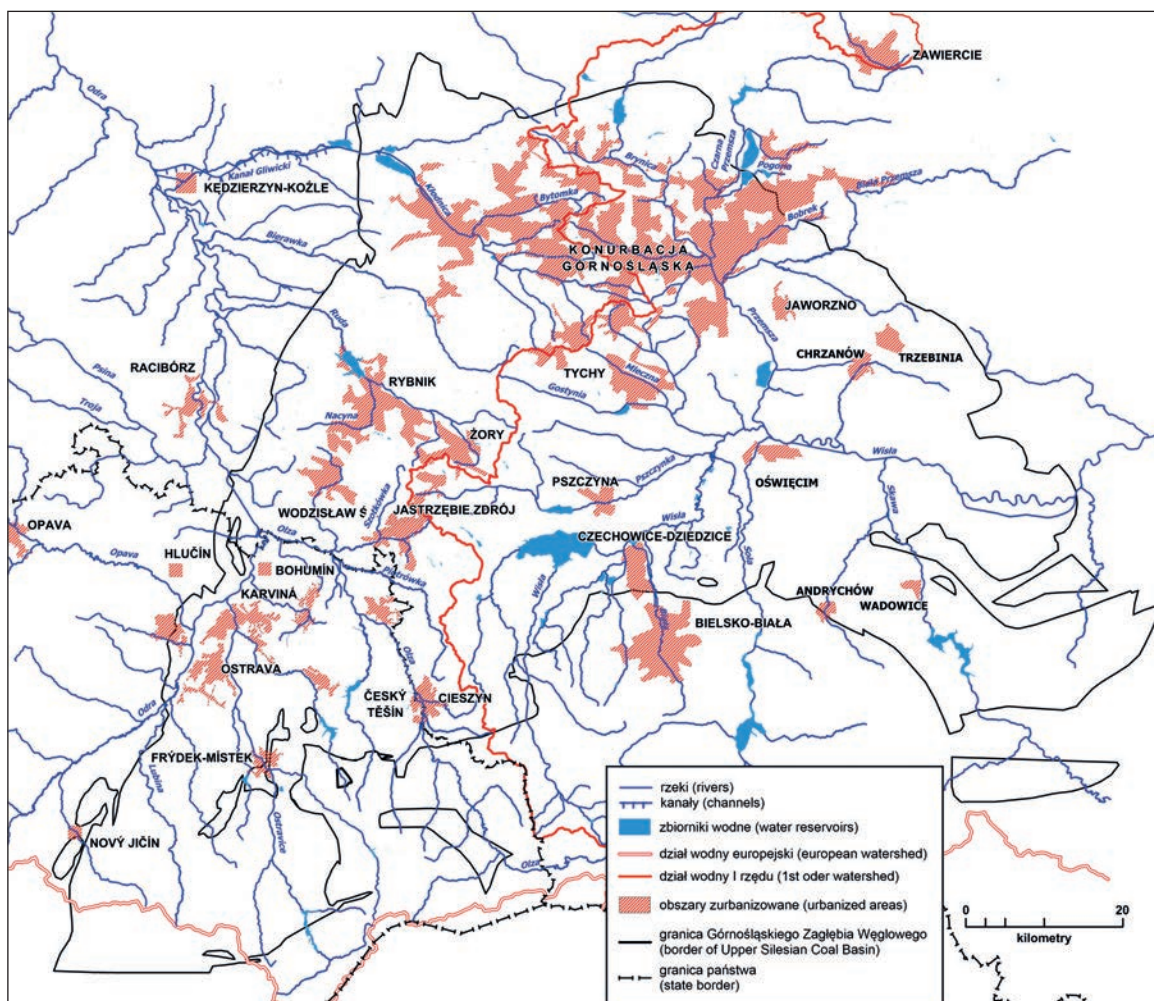 ZAWIERCIE
Odra
Brynica
Czarna
Przemsza
Pogoria
Kanał Gliwicki
KĘDZIERZYN-KOŹLE
Kłodnica
Bytomka
Biała Przemsza
Bobrek
Bierawka
KONURBACJA
GÓRNOŚLĄSKA
JAWORZNO
Przemsza
Ruda
CHRZANÓW
TRZEBINIA
RACIBÓRZ
Psina
RYBNIK
TYCHY
Mleczna
Gostynia
Troja
Nacyna
ŻORY
Wisła
PSZCZYNA
Pszczynka
OŚWIĘCIM
Skawa
WODZISŁAW Ś
Szotkówka
JASTRZĘBIE ZDRÓJ
OPAVA
Olza
Wisła
CZECHOWICE-DZIEDZICE
Opava
HLUČÍN
BOHUMÍN
Piotrówka
Wisła
Soła
KARVINÁ
ANDRYCHÓW
WADOWICE
BIELSKO-BIAŁA
Olza
OSTRAVA
ČESKÝ
TĚŠÍN
CIESZYN
Odra
FRÝDEK-MÍSTEK
Lubina
Ostravice
NOVÝ JIČÍN
Olza
rzeki (rivers)
kanały (channels)
zbiorniki wodne (water reservoirs)
dział wodny europejski (european watershed)
dział wodny I rzędu (1st oder watershed)
obszary zurbanizowane (urbanized areas)
granica Górnośląskiego Zagłębia Węglowego
(border of Upper Silesian Coal Basin)
granica państwa
(state border)
0 20
kilometry